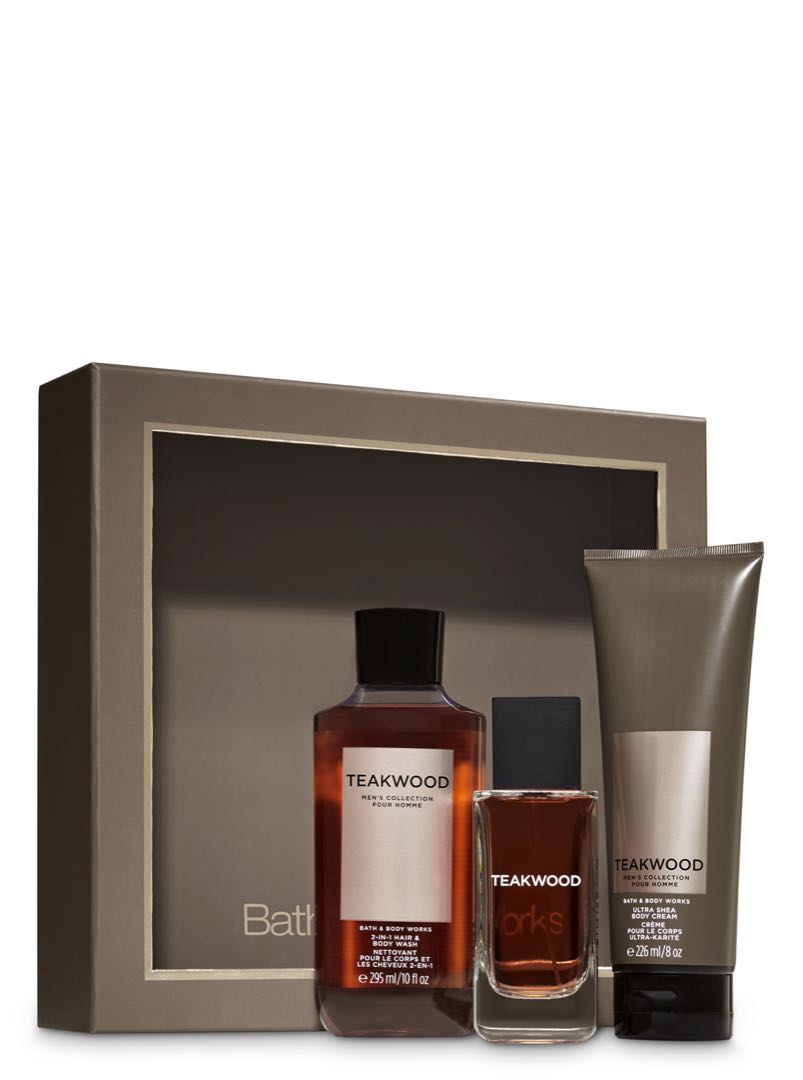 Bath
TEAKWOOD
MEN'S COLLECTION
POUR HOMME
BATH & BODY WORKS
2-IN-1 HAIR &
BODY WASH
NETTOYANT
POUR LE CORPS ET
LES CHEVEUX 2-EN-1
e 295 ml/10 fl oz
TEAKWOOD
orks
TEAKWOOD
MEN'S COLLECTION
POUR HOMME
BATH & BODY WORKS
ULTRA SHEA
BODY CREAM
CRÈME
POUR LE CORPS
ULTRA-KARITÉ
e 226 ml/8 oz